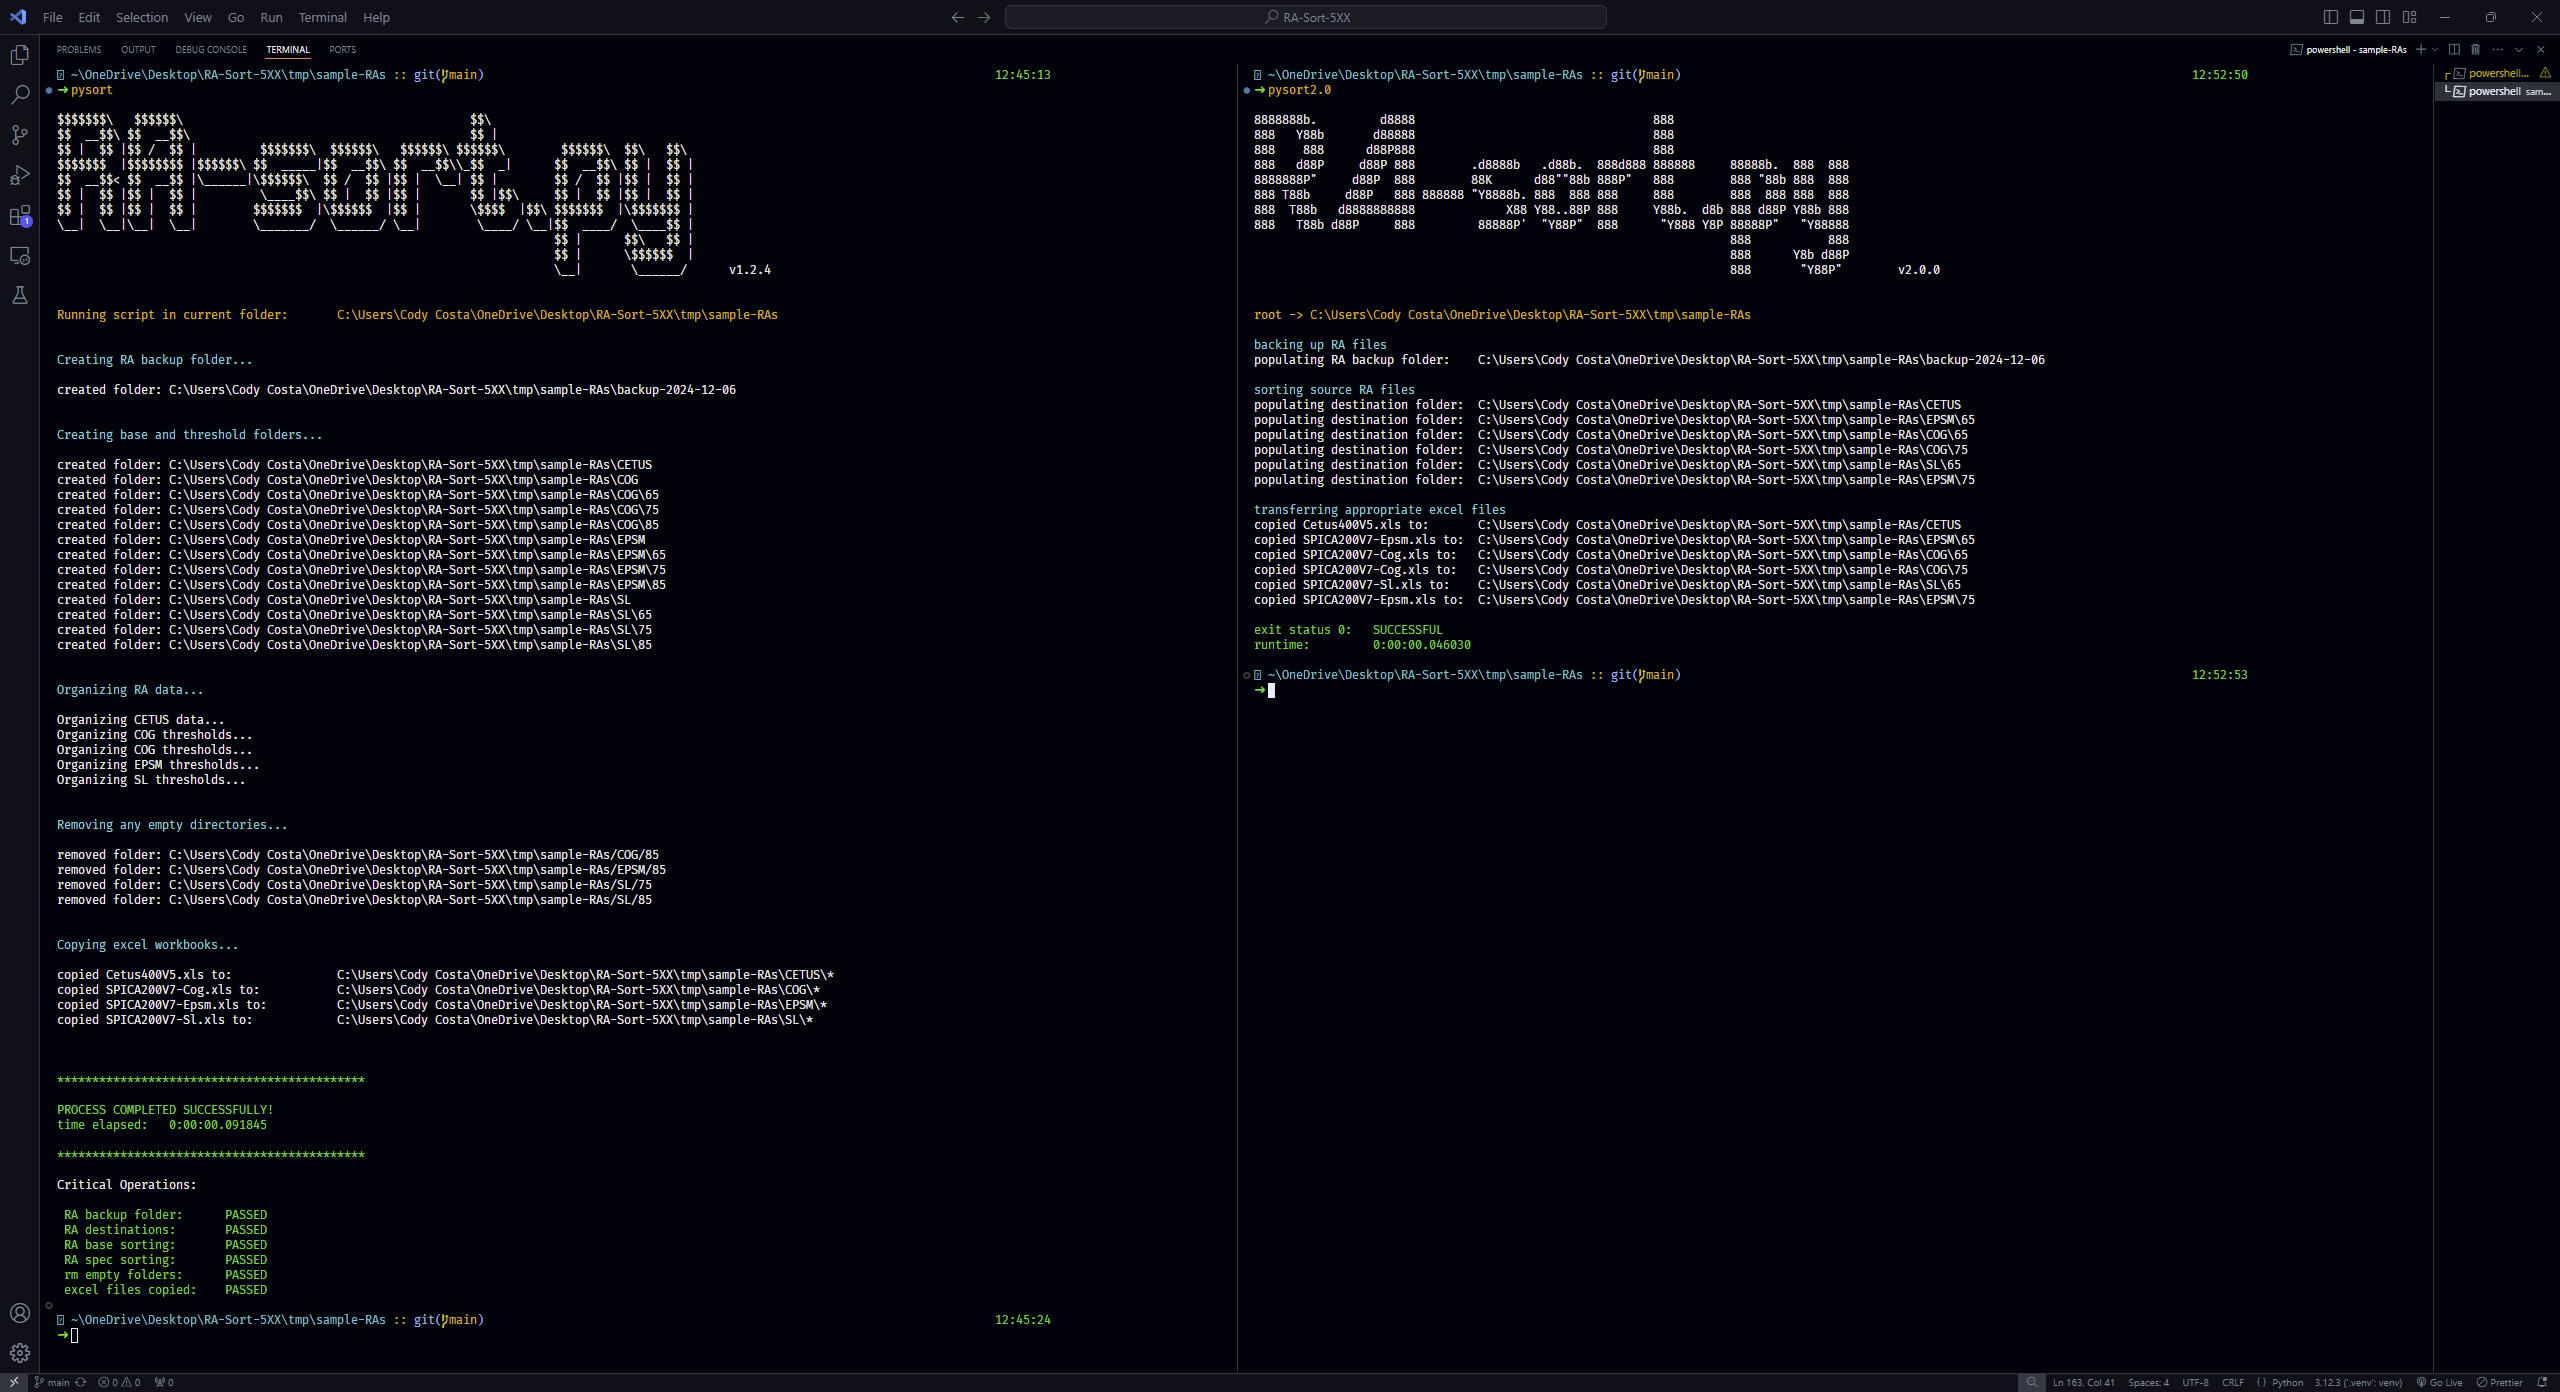 File Edit Selection View Go Run Terminal Help
RA-Sort-5XX
PROBLEMS OUTPUT DEBUG CONSOLE TERMINAL PORTS
powershell - sample-RAs
~\OneDrive\Desktop\RA-Sort-5XX\tmp\sample-RAs :: git(main) 12:45:13
➜ pysort
RA-sort.py
v1.2.4
Running script in current folder: C:\Users\Cody Costa\OneDrive\Desktop\RA-Sort-5XX\tmp\sample-RAs
Creating RA backup folder...
created folder: C:\Users\Cody Costa\OneDrive\Desktop\RA-Sort-5XX\tmp\sample-RAs\backup-2024-12-06
Creating base and threshold folders...
created folder: C:\Users\Cody Costa\OneDrive\Desktop\RA-Sort-5XX\tmp\sample-RAs\CETUS
created folder: C:\Users\Cody Costa\OneDrive\Desktop\RA-Sort-5XX\tmp\sample-RAs\COG
created folder: C:\Users\Cody Costa\OneDrive\Desktop\RA-Sort-5XX\tmp\sample-RAs\COG\65
created folder: C:\Users\Cody Costa\OneDrive\Desktop\RA-Sort-5XX\tmp\sample-RAs\COG\75
created folder: C:\Users\Cody Costa\OneDrive\Desktop\RA-Sort-5XX\tmp\sample-RAs\COG\85
created folder: C:\Users\Cody Costa\OneDrive\Desktop\RA-Sort-5XX\tmp\sample-RAs\EPSM
created folder: C:\Users\Cody Costa\OneDrive\Desktop\RA-Sort-5XX\tmp\sample-RAs\EPSM\65
created folder: C:\Users\Cody Costa\OneDrive\Desktop\RA-Sort-5XX\tmp\sample-RAs\EPSM\75
created folder: C:\Users\Cody Costa\OneDrive\Desktop\RA-Sort-5XX\tmp\sample-RAs\EPSM\85
created folder: C:\Users\Cody Costa\OneDrive\Desktop\RA-Sort-5XX\tmp\sample-RAs\SL
created folder: C:\Users\Cody Costa\OneDrive\Desktop\RA-Sort-5XX\tmp\sample-RAs\SL\65
created folder: C:\Users\Cody Costa\OneDrive\Desktop\RA-Sort-5XX\tmp\sample-RAs\SL\75
created folder: C:\Users\Cody Costa\OneDrive\Desktop\RA-Sort-5XX\tmp\sample-RAs\SL\85
Organizing RA data...
Organizing CETUS data...
Organizing COG thresholds...
Organizing COG thresholds...
Organizing EPSM thresholds...
Organizing SL thresholds...
Removing any empty directories...
removed folder: C:\Users\Cody Costa\OneDrive\Desktop\RA-Sort-5XX\tmp\sample-RAs/COG/85
removed folder: C:\Users\Cody Costa\OneDrive\Desktop\RA-Sort-5XX\tmp\sample-RAs/EPSM/85
removed folder: C:\Users\Cody Costa\OneDrive\Desktop\RA-Sort-5XX\tmp\sample-RAs/SL/75
removed folder: C:\Users\Cody Costa\OneDrive\Desktop\RA-Sort-5XX\tmp\sample-RAs/SL/85
Copying excel workbooks...
copied Cetus400V5.xls to: C:\Users\Cody Costa\OneDrive\Desktop\RA-Sort-5XX\tmp\sample-RAs\CETUS\*
copied SPICA200V7-Cog.xls to: C:\Users\Cody Costa\OneDrive\Desktop\RA-Sort-5XX\tmp\sample-RAs\COG\*
copied SPICA200V7-Epsm.xls to: C:\Users\Cody Costa\OneDrive\Desktop\RA-Sort-5XX\tmp\sample-RAs\EPSM\*
copied SPICA200V7-Sl.xls to: C:\Users\Cody Costa\OneDrive\Desktop\RA-Sort-5XX\tmp\sample-RAs\SL\*
********************************************
PROCESS COMPLETED SUCCESSFULLY!
time elapsed: 0:00:00.091845
********************************************
Critical Operations:
RA backup folder: PASSED
RA destinations: PASSED
RA base sorting: PASSED
RA spec sorting: PASSED
rm empty folders: PASSED
excel files copied: PASSED
~\OneDrive\Desktop\RA-Sort-5XX\tmp\sample-RAs :: git(main) 12:45:24
➜
~\OneDrive\Desktop\RA-Sort-5XX\tmp\sample-RAs :: git(main) 12:52:50
➜ pysort2.0
RA-sort.py
v2.0.0
root -> C:\Users\Cody Costa\OneDrive\Desktop\RA-Sort-5XX\tmp\sample-RAs
backing up RA files
populating RA backup folder: C:\Users\Cody Costa\OneDrive\Desktop\RA-Sort-5XX\tmp\sample-RAs\backup-2024-12-06
sorting source RA files
populating destination folder: C:\Users\Cody Costa\OneDrive\Desktop\RA-Sort-5XX\tmp\sample-RAs\CETUS
populating destination folder: C:\Users\Cody Costa\OneDrive\Desktop\RA-Sort-5XX\tmp\sample-RAs\EPSM\65
populating destination folder: C:\Users\Cody Costa\OneDrive\Desktop\RA-Sort-5XX\tmp\sample-RAs\COG\65
populating destination folder: C:\Users\Cody Costa\OneDrive\Desktop\RA-Sort-5XX\tmp\sample-RAs\COG\75
populating destination folder: C:\Users\Cody Costa\OneDrive\Desktop\RA-Sort-5XX\tmp\sample-RAs\SL\65
populating destination folder: C:\Users\Cody Costa\OneDrive\Desktop\RA-Sort-5XX\tmp\sample-RAs\EPSM\75
transferring appropriate excel files
copied Cetus400V5.xls to: C:\Users\Cody Costa\OneDrive\Desktop\RA-Sort-5XX\tmp\sample-RAs/CETUS
copied SPICA200V7-Epsm.xls to: C:\Users\Cody Costa\OneDrive\Desktop\RA-Sort-5XX\tmp\sample-RAs\EPSM\65
copied SPICA200V7-Cog.xls to: C:\Users\Cody Costa\OneDrive\Desktop\RA-Sort-5XX\tmp\sample-RAs\COG\65
copied SPICA200V7-Cog.xls to: C:\Users\Cody Costa\OneDrive\Desktop\RA-Sort-5XX\tmp\sample-RAs\COG\75
copied SPICA200V7-Sl.xls to: C:\Users\Cody Costa\OneDrive\Desktop\RA-Sort-5XX\tmp\sample-RAs\SL\65
copied SPICA200V7-Epsm.xls to: C:\Users\Cody Costa\OneDrive\Desktop\RA-Sort-5XX\tmp\sample-RAs\EPSM\75
exit status 0: SUCCESSFUL
runtime: 0:00:00.046030
~\OneDrive\Desktop\RA-Sort-5XX\tmp\sample-RAs :: git(main) 12:52:53
➜
powershell...
powershell sam...
1
main 0 0 0
Ln 163, Col 41 Spaces: 4 UTF-8 CRLF { } Python 3.12.3 ('.venv': venv) Go Live Prettier